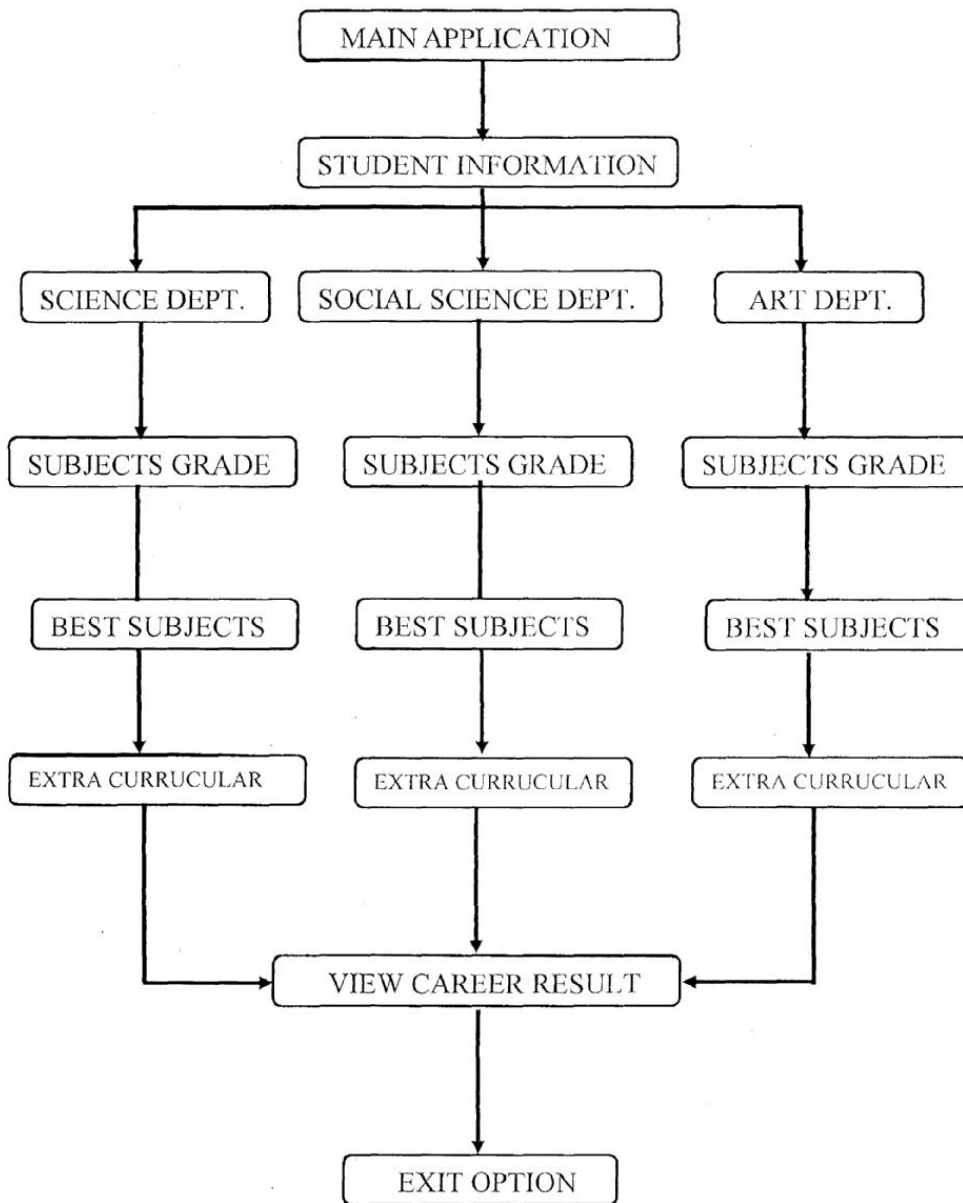 MAIN APPLICATION
STUDENT INFORMATION
SCIENCE DEPT.
SOCIAL SCIENCE DEPT.
ART DEPT.
SUBJECTS GRADE
SUBJECTS GRADE
SUBJECTS GRADE
BEST SUBJECTS
BEST SUBJECTS
BEST SUBJECTS
EXTRA CURRUCULAR
EXTRA CURRUCULAR
EXTRA CURRUCULAR
VIEW CAREER RESULT
EXIT OPTION